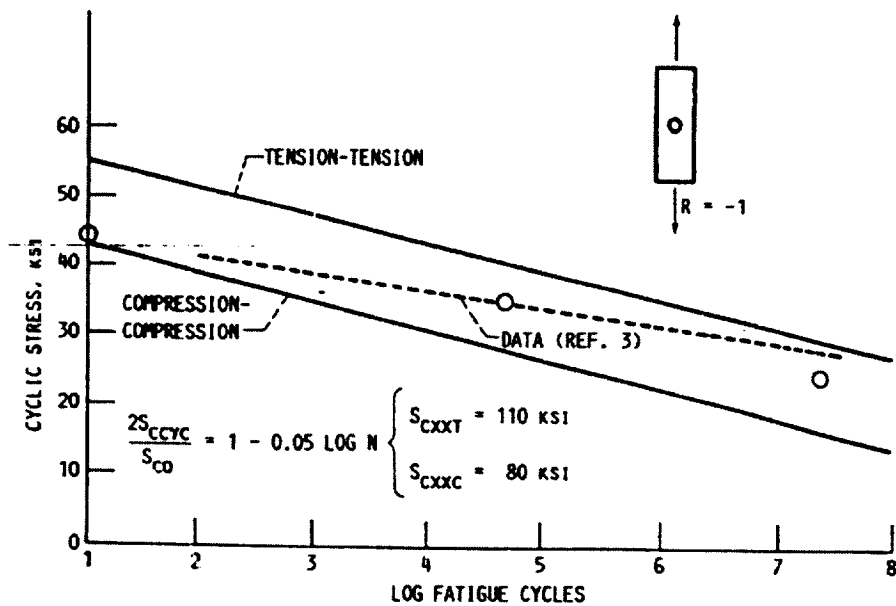 60
50
40
30
20
10
0
CYCLIC STRESS, KSI
TENSION-TENSION
R = -1
COMPRESSION-
COMPRESSION
DATA (REF. 3)
2S_CCYC / S_CO = 1 - 0.05 LOG N
S_CXXT = 110 KSI
S_CXXC = 80 KSI
1 2 3 4 5 6 7 8
LOG FATIGUE CYCLES